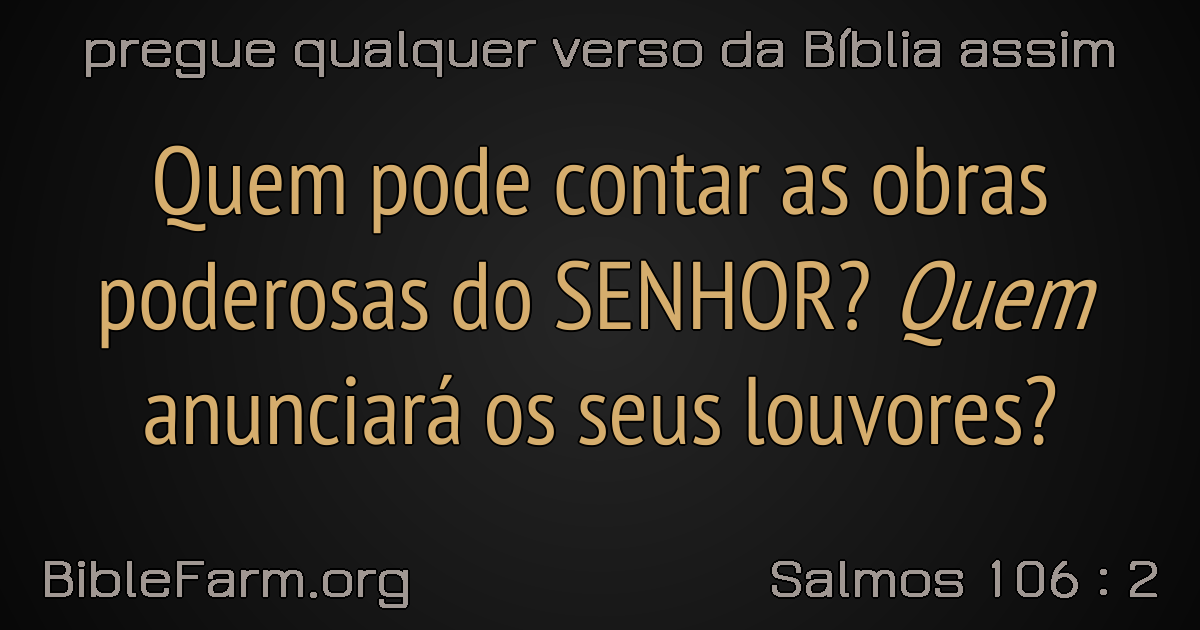 pregue qualquer verso da Bíblia assim
Quem pode contar as obras
poderosas do SENHOR? Quem
anunciará os seus louvores?
BibleFarm.org
Salmos 106 : 2